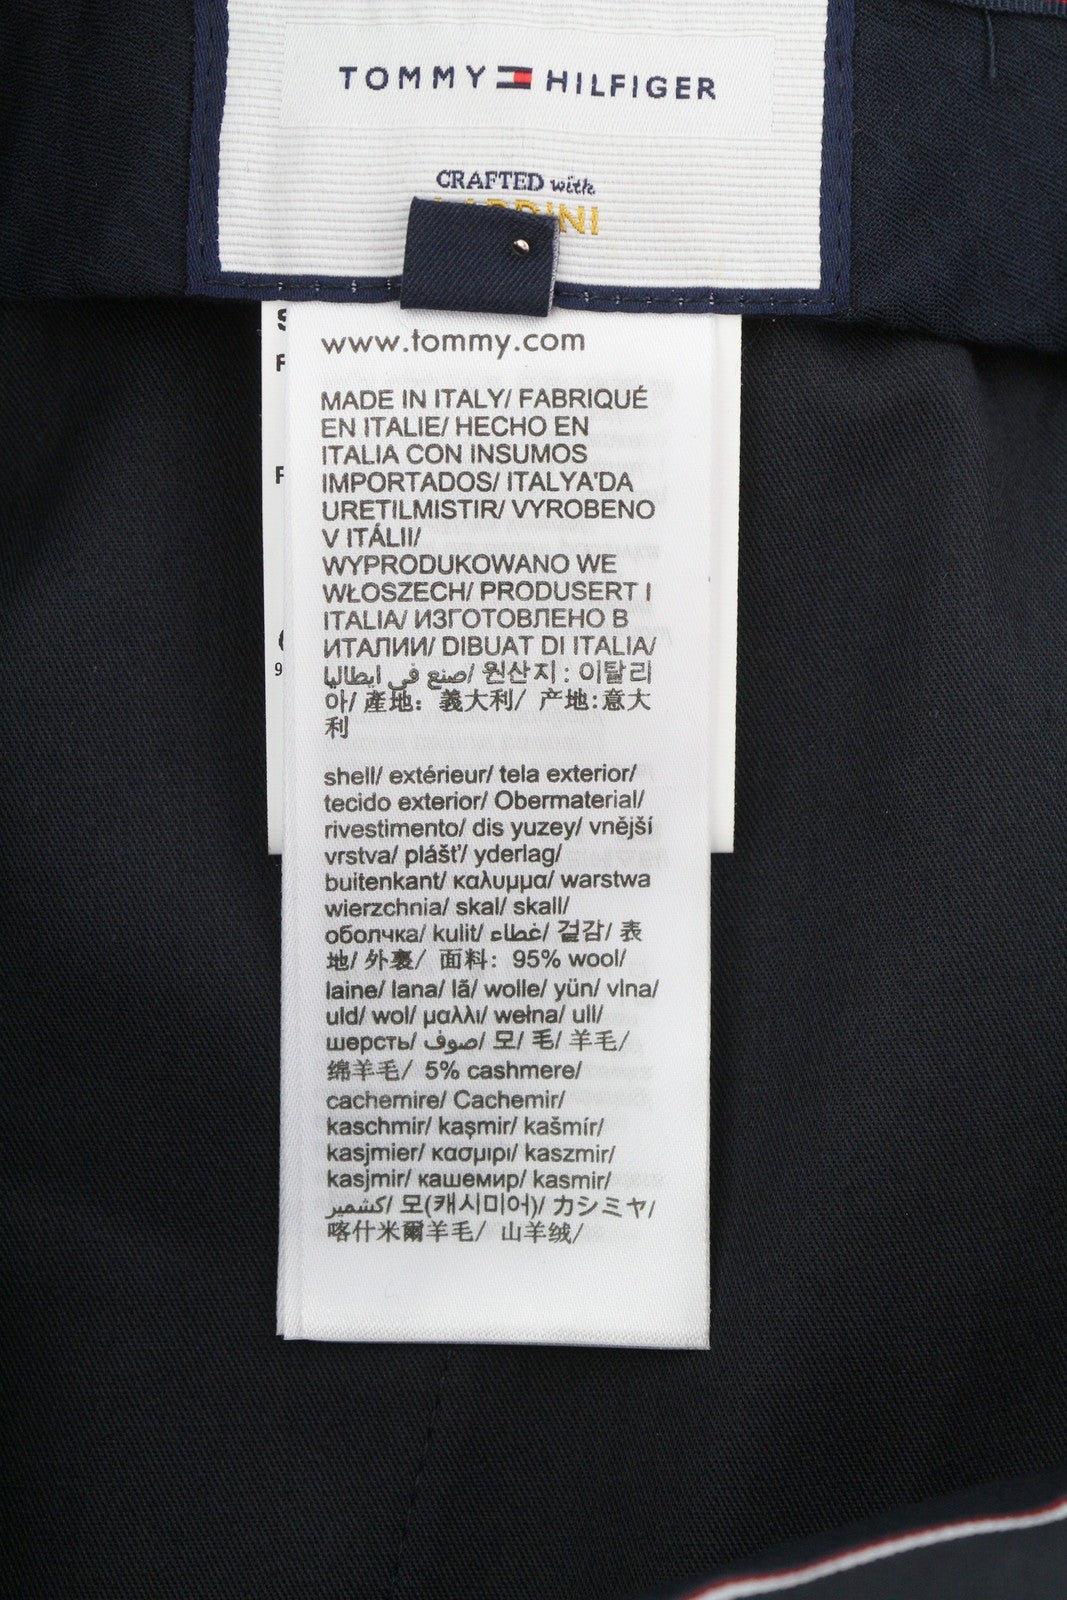 TOMMY HILFIGER
CRAFTED with
www.tommy.com
MADE IN ITALY/ FABRIQUÉ
EN ITALIE/ HECHO EN
ITALIA CON INSUMOS
IMPORTADOS/ ITALYA'DA
URETILMISTIR/ VYROBENO
V ITÁLII/
WYPRODUKOWANO WE
WŁOSZECH/ PRODUSERT I
ITALIA/ ИЗГОТОВЛЕНО В
ИТАЛИИ/ DIBUAT DI ITALIA/
صنع في ايطاليا/ 원산지 : 이탈리
아/ 產地: 義大利/ 产地:意大
利
shell/ extérieur/ tela exterior/
tecido exterior/ Obermaterial/
rivestimento/ dis yuzey/ vnější
vrstva/ plášť/ yderlag/
buitenkant/ καλυμμα/ warstwa
wierzchnia/ skal/ skall/
оболчка/ kulit/ غطاء/ 겉감/ 表
地/ 外裹/ 面料: 95% wool/
laine/ lana/ lã/ wolle/ yün/ vlna/
uld/ wol/ μαλλι/ wełna/ ull/
шерсть/ صوف/ 모/ 毛/ 羊毛/
绵羊毛/ 5% cashmere/
cachemire/ Cachemir/
kaschmir/ kaşmir/ kašmír/
kasjmier/ κασμιρι/ kaszmir/
kasjmir/ кашемир/ kasmir/
كشمير/ 모(캐시미어)/ カシミヤ/
喀什米爾羊毛/ 山羊绒/